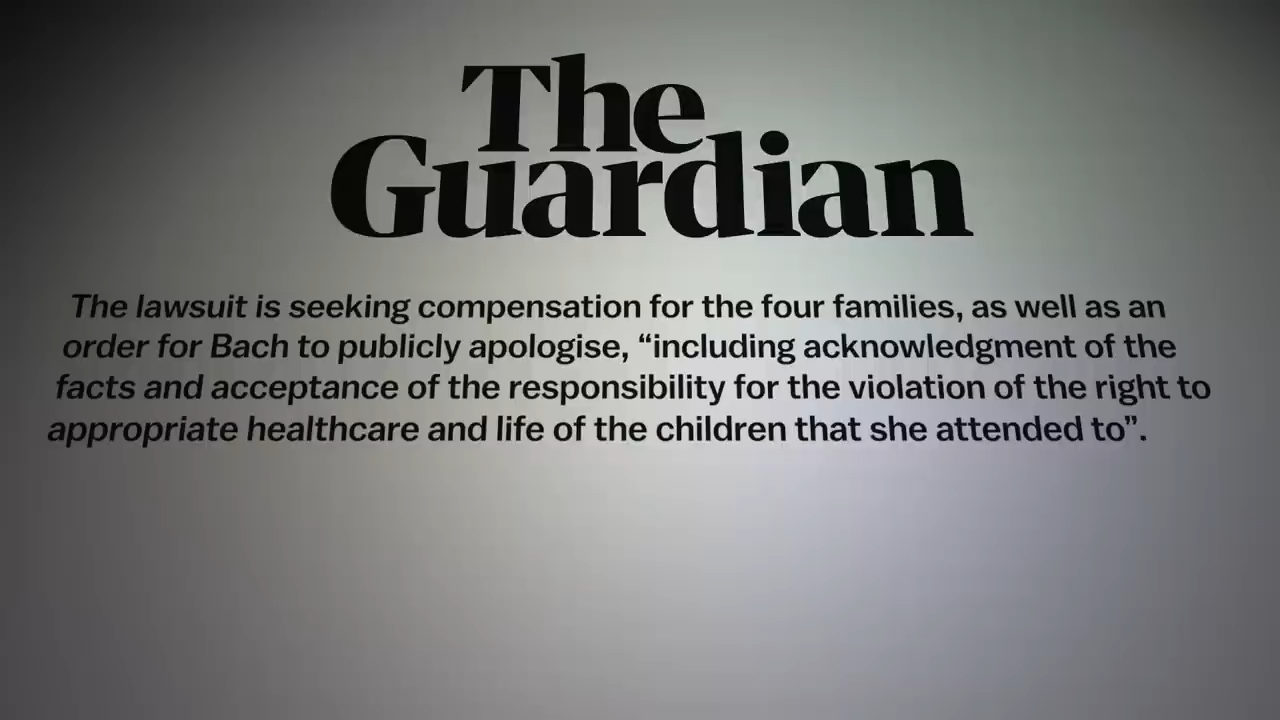 The
Guardian
The lawsuit is seeking compensation for the four families, as well as an
order for Bach to publicly apologise, “including acknowledgment of the
facts and acceptance of the responsibility for the violation of the right to
appropriate healthcare and life of the children that she attended to”.